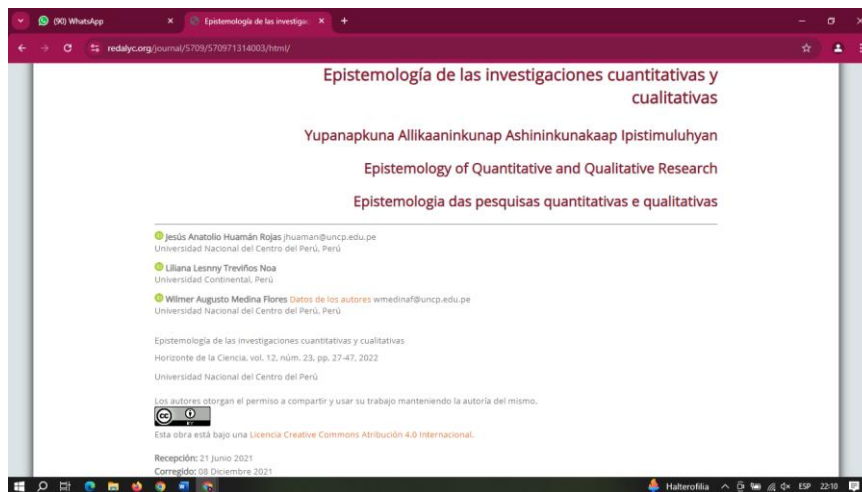 (90) WhatsApp
Epistemología de las investigac
redalyc.org/journal/5709/570971314003/html/
Epistemología de las investigaciones cuantitativas y
cualitativas
Yupanapkuna Allikaaninkunap Ashininkunakaap Ipistimuluhyan
Epistemology of Quantitative and Qualitative Research
Epistemologia das pesquisas quantitativas e qualitativas
Jesús Anatolio Huamán Rojas jhuaman@uncp.edu.pe
Universidad Nacional del Centro del Perú, Perú
Liliana Lesnny Treviños Noa
Universidad Continental, Perú
Wilmer Augusto Medina Flores Datos de los autores wmedinaf@uncp.edu.pe
Universidad Nacional del Centro del Perú, Perú
Epistemología de las investigaciones cuantitativas y cualitativas
Horizonte de la Ciencia, vol. 12, núm. 23, pp. 27-47, 2022
Universidad Nacional del Centro del Perú
Los autores otorgan el permiso a compartir y usar su trabajo manteniendo la autoría del mismo.
cc BY
Esta obra está bajo una Licencia Creative Commons Atribución 4.0 Internacional.
Recepción: 21 Junio 2021
Corregido: 08 Diciembre 2021
Halterofilia ESP 22:10